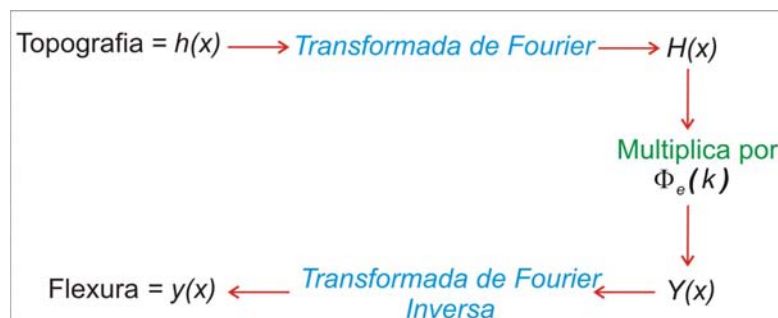 Topografia = h(x) Transformada de Fourier H(x)
Multiplica por
Φe(k)
Flexura = y(x) Transformada de Fourier Inversa Y(x)